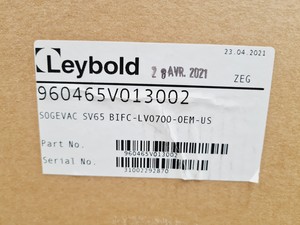 23.04.2021
Leybold
28 AVR. 2021
ZEG
960465V013002
SOGEVAC SV65 BIFC-LV0700-OEM-US
Part No.
960465V013002
Serial No.
31002292870